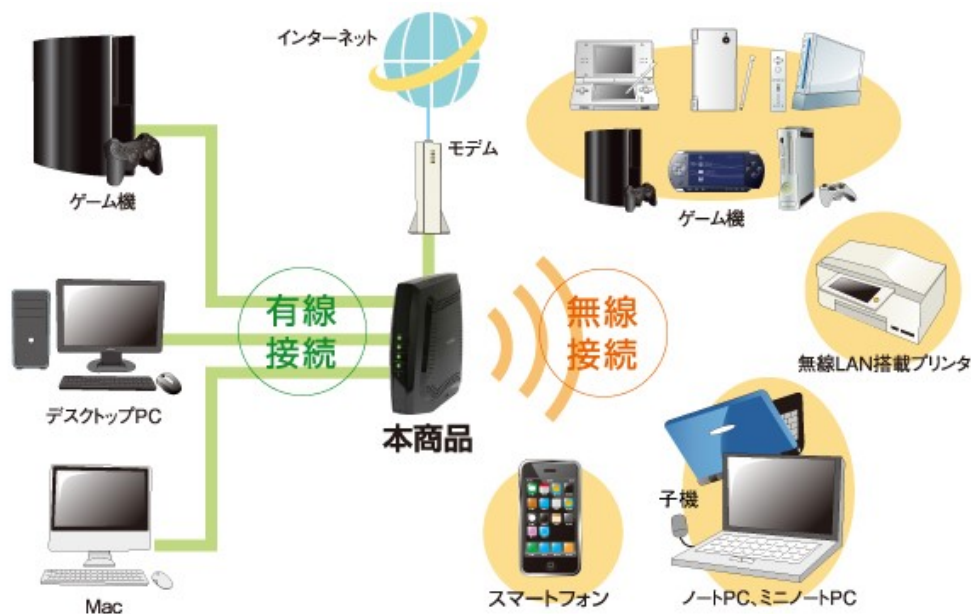 インターネット
モデム
ゲーム機
ゲーム機
有線
接続
無線
接続
無線LAN搭載プリンタ
デスクトップPC
本商品
子機
Mac
スマートフォン
ノートPC、ミニノートPC